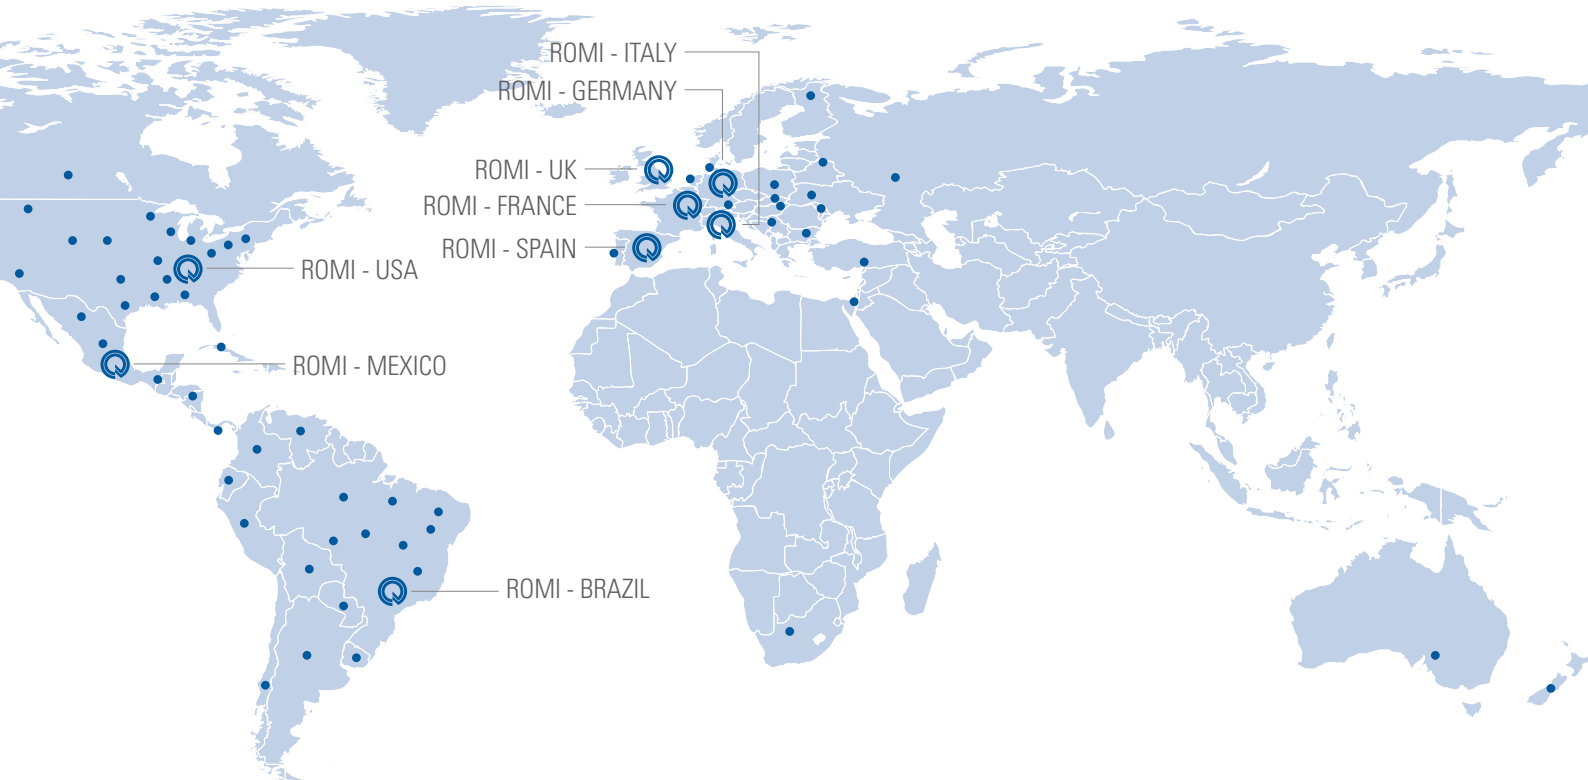 ROMI - ITALY
ROMI - GERMANY
ROMI - UK
ROMI - FRANCE
ROMI - SPAIN
ROMI - USA
ROMI - MEXICO
ROMI - BRAZIL